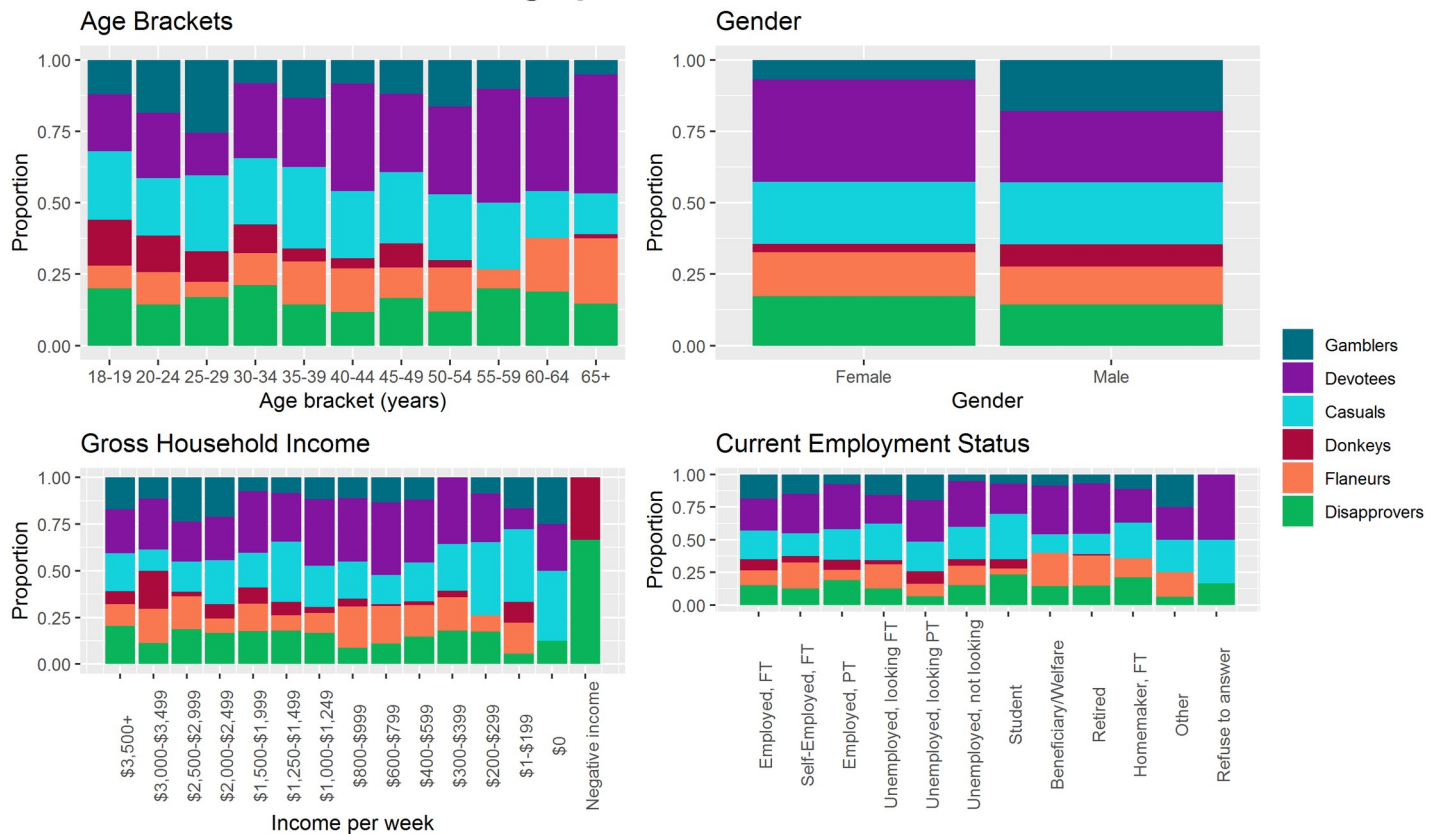 Age Brackets
1.00
0.75
0.50
0.25
0.00
Proportion
18-19 20-24 25-29 30-34 35-39 40-44 45-49 50-54 55-59 60-64 65+
Age bracket (years)
Gender
1.00
0.75
0.50
0.25
0.00
Proportion
Female Male
Gender
Gross Household Income
1.00
0.75
0.50
0.25
0.00
Proportion
$3,500+
$3,000-$3,499
$2,500-$2,999
$2,000-$2,499
$1,500-$1,999
$1,250-$1,499
$1,000-$1,249
$800-$999
$600-$799
$400-$599
$300-$399
$200-$299
$1-$199
$0
Negative income
Income per week
Current Employment Status
1.00
0.75
0.50
0.25
0.00
Proportion
Employed, FT
Self-Employed, FT
Employed, PT
Unemployed, looking FT
Unemployed, looking PT
Unemployed, not looking
Student
Beneficiary/Welfare
Retired
Homemaker, FT
Other
Refuse to answer
Gamblers
Devotees
Casuals
Donkeys
Flaneurs
Disapprovers